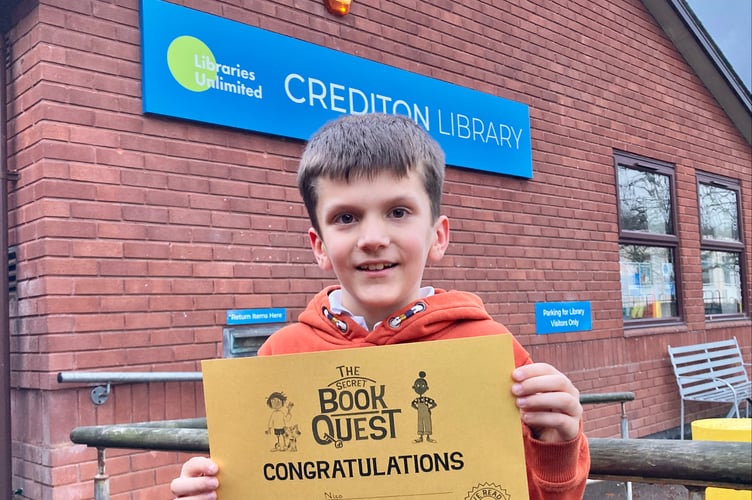 Libraries
Unlimited
CREDITON LIBRARY
Return Items Here
Parking for Library
Visitors Only
THE
SECRET
BOOK
QUEST
CONGRATULATIONS